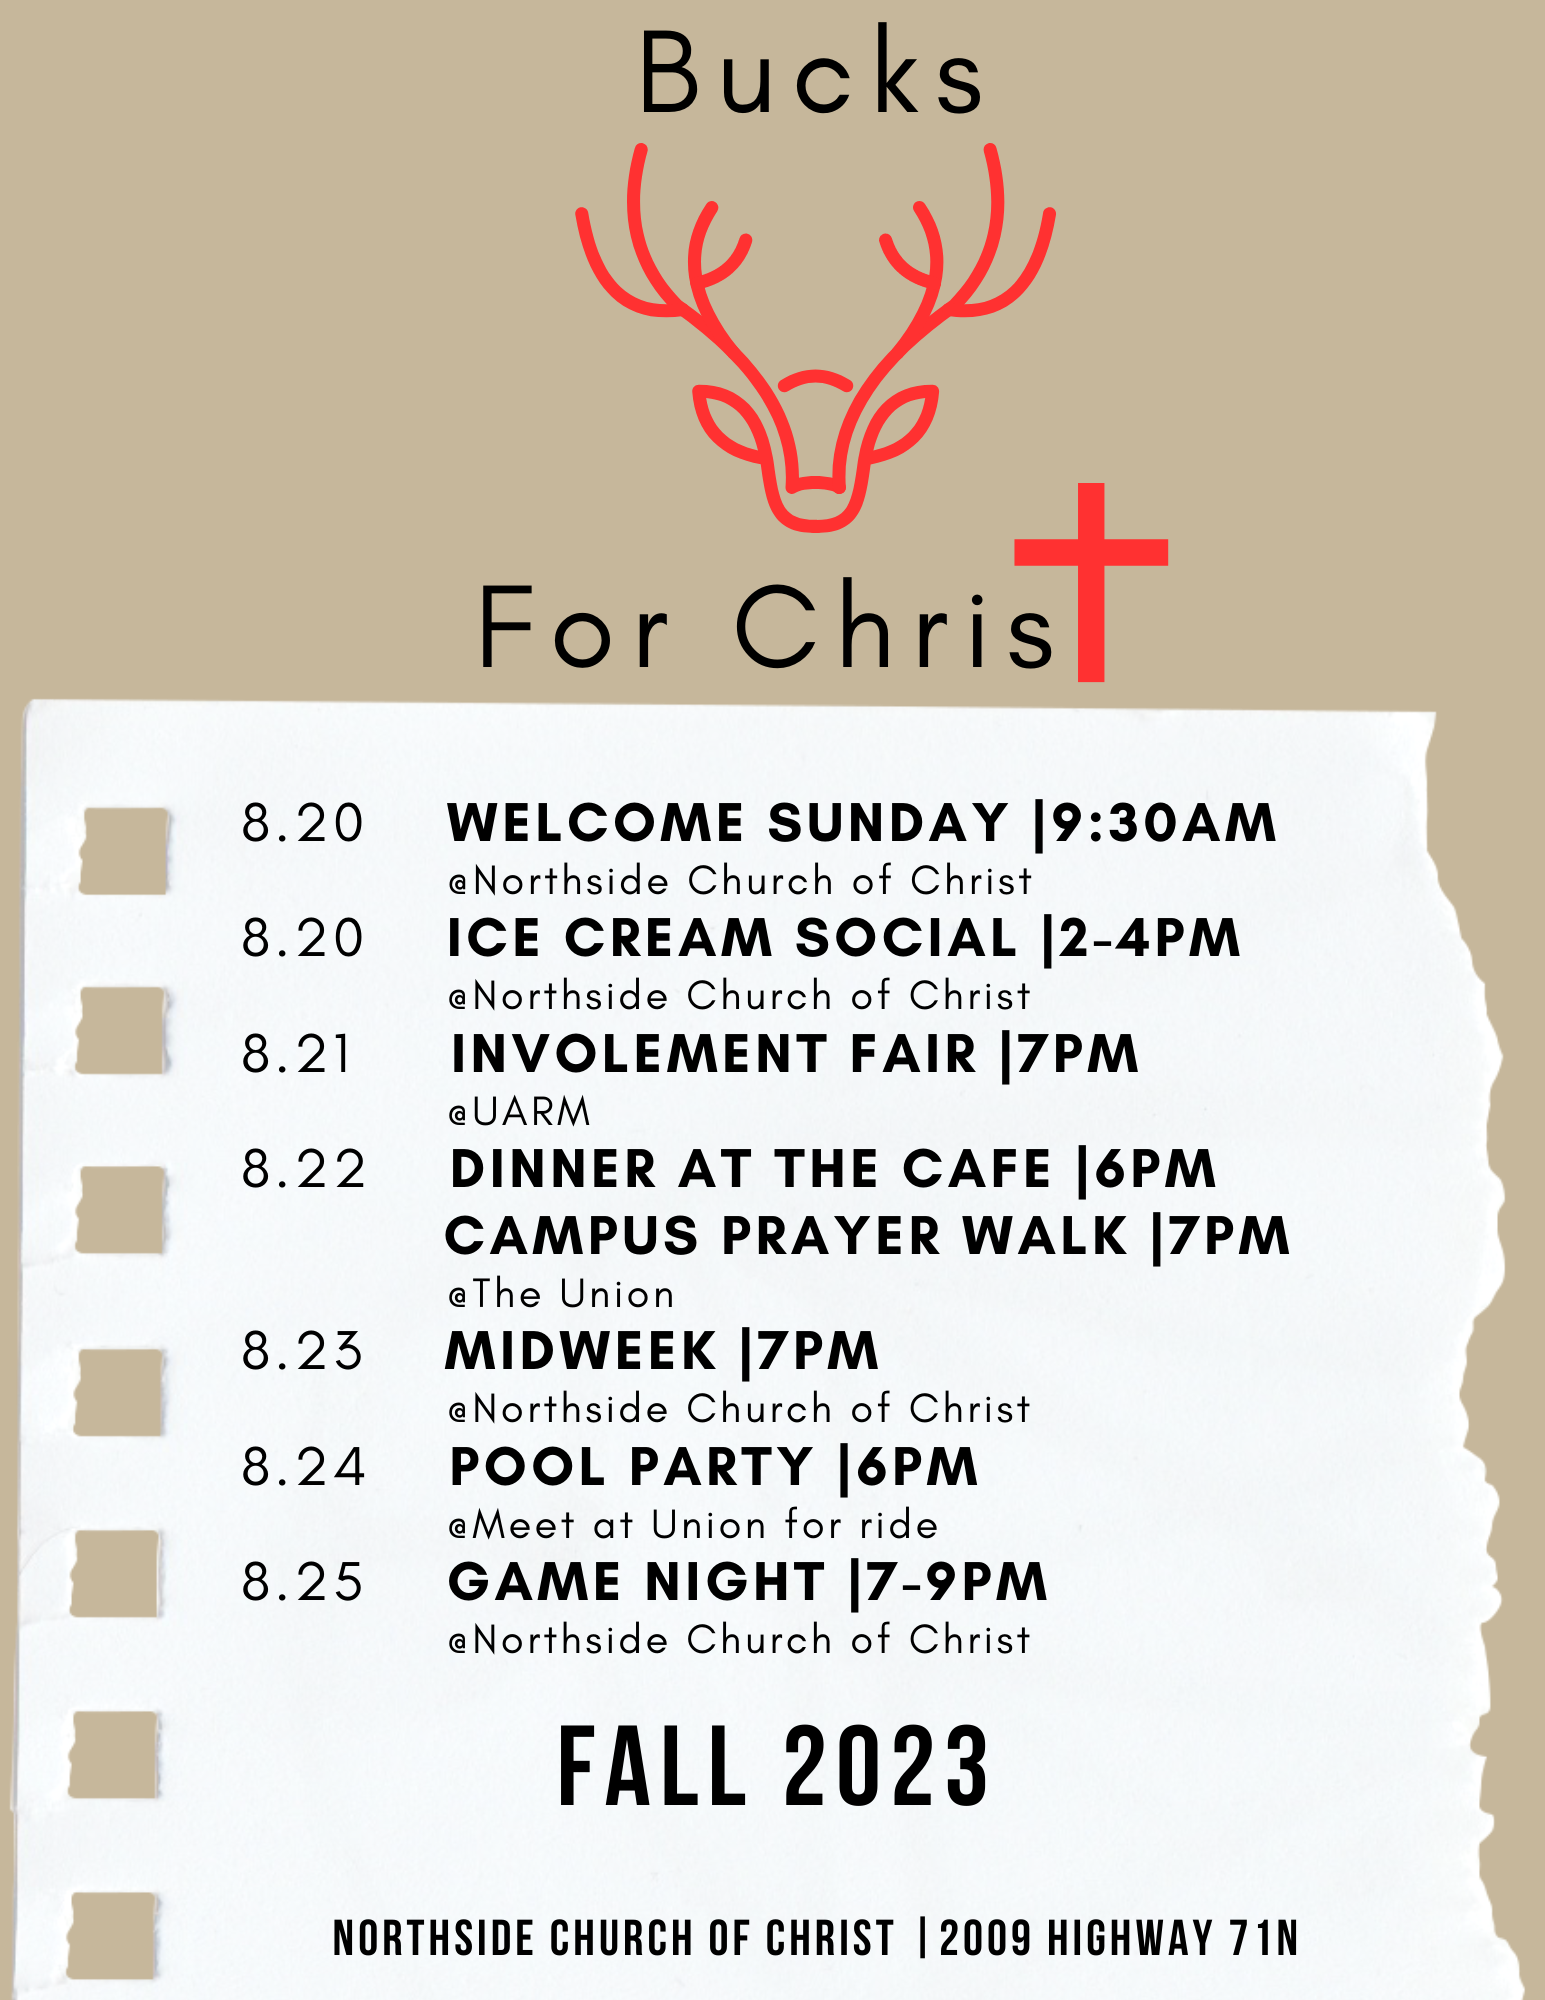 Bucks
For Christ
8.20 WELCOME SUNDAY |9:30AM
@Northside Church of Christ
8.20 ICE CREAM SOCIAL |2-4PM
@Northside Church of Christ
8.21 INVOLEMENT FAIR |7PM
@UARM
8.22 DINNER AT THE CAFE |6PM
CAMPUS PRAYER WALK |7PM
@The Union
8.23 MIDWEEK |7PM
@Northside Church of Christ
8.24 POOL PARTY |6PM
@Meet at Union for ride
8.25 GAME NIGHT |7-9PM
@Northside Church of Christ
FALL 2023
NORTHSIDE CHURCH OF CHRIST |2009 HIGHWAY 71N